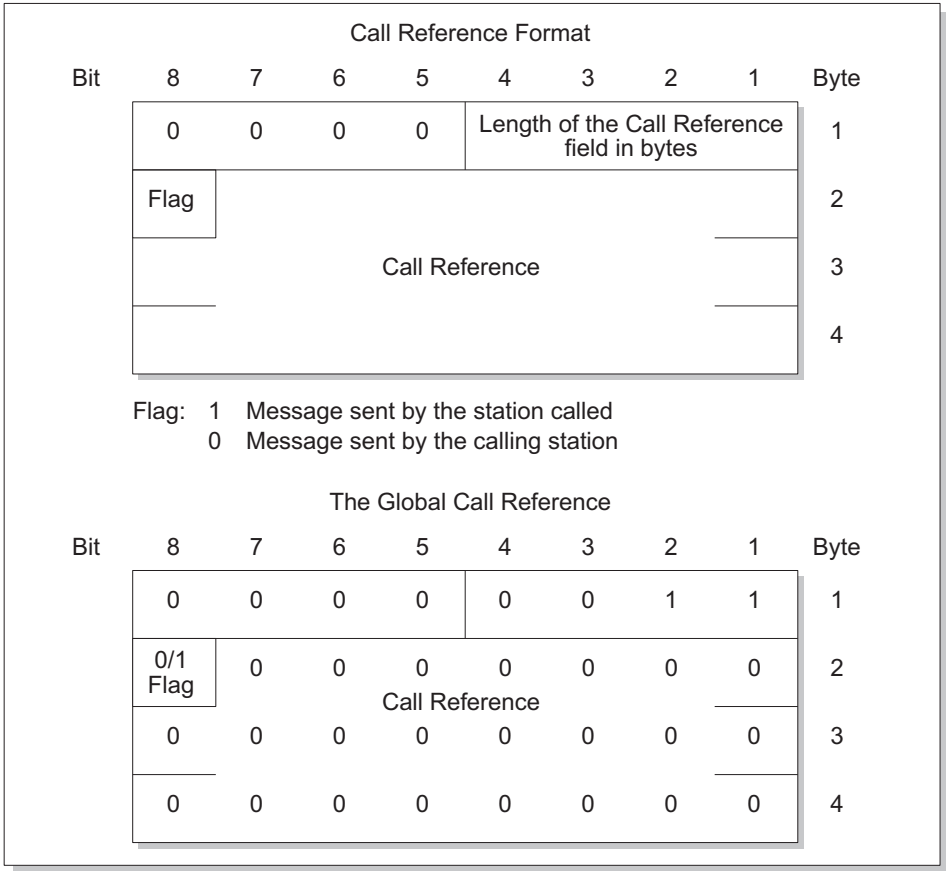 Call Reference Format
Bit 8 7 6 5 4 3 2 1 Byte
0 0 0 0 Length of the Call Reference field in bytes 1
Flag 2
Call Reference 3
4
Flag: 1 Message sent by the station called
0 Message sent by the calling station
The Global Call Reference
Bit 8 7 6 5 4 3 2 1 Byte
0 0 0 0 0 0 1 1 1
0/1 Flag 0 0 0 0 0 0 0 2
Call Reference
0 0 0 0 0 0 0 0 3
0 0 0 0 0 0 0 0 4